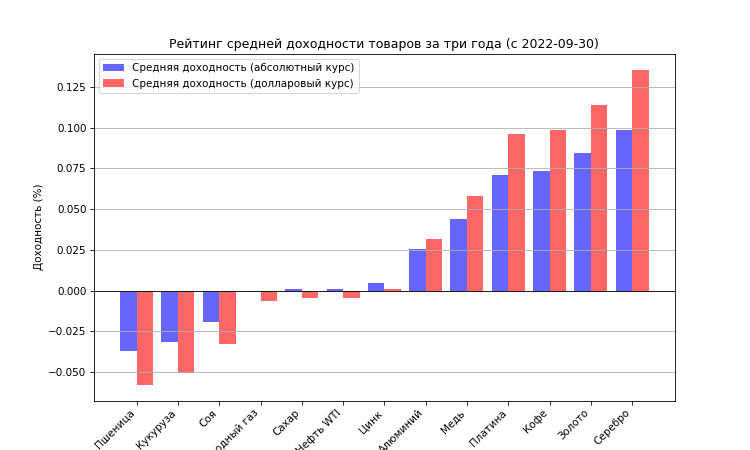 Рейтинг средней доходности товаров за три года (с 2022-09-30)
Средняя доходность (абсолютный курс)
Средняя доходность (долларовый курс)
Доходность (%)
0.125
0.100
0.075
0.050
0.025
0.000
−0.025
−0.050
Пшеница
Кукуруза
Соя
одный газ
Сахар
Нефть WTI
Цинк
Алюминий
Медь
Платина
Кофе
Золото
Серебро